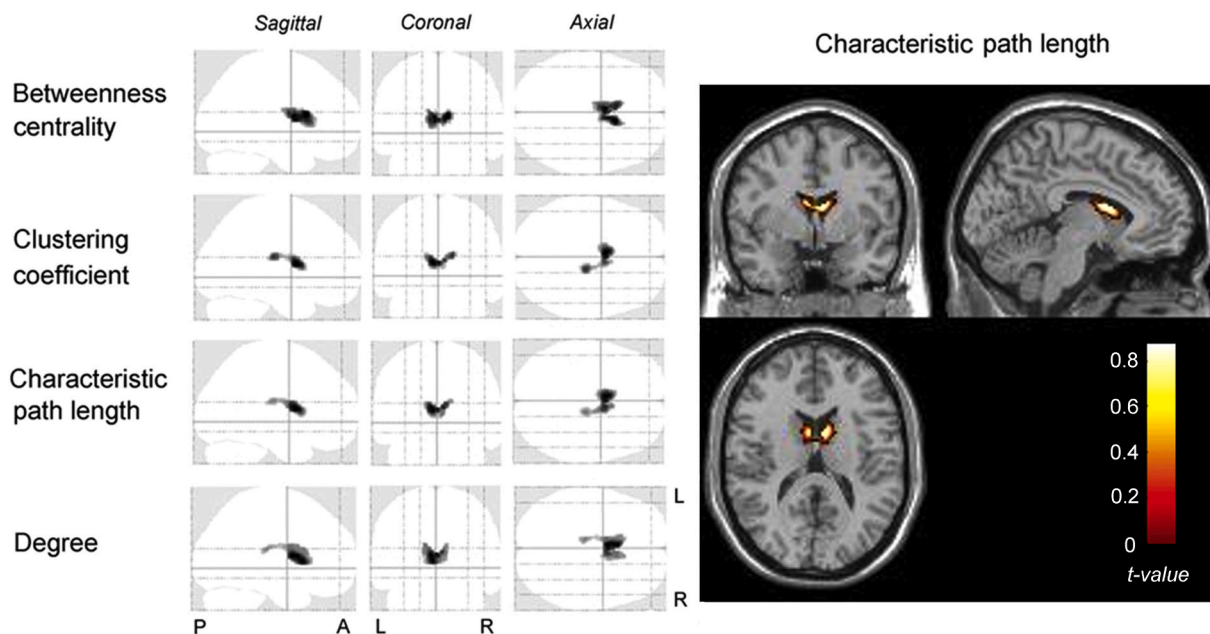 Sagittal
Coronal
Axial
Betweenness
centrality
Clustering
coefficient
Characteristic
path length
Degree
P
A
L
R
L
R
Characteristic path length
0.8
0.6
0.4
0.2
0
t-value